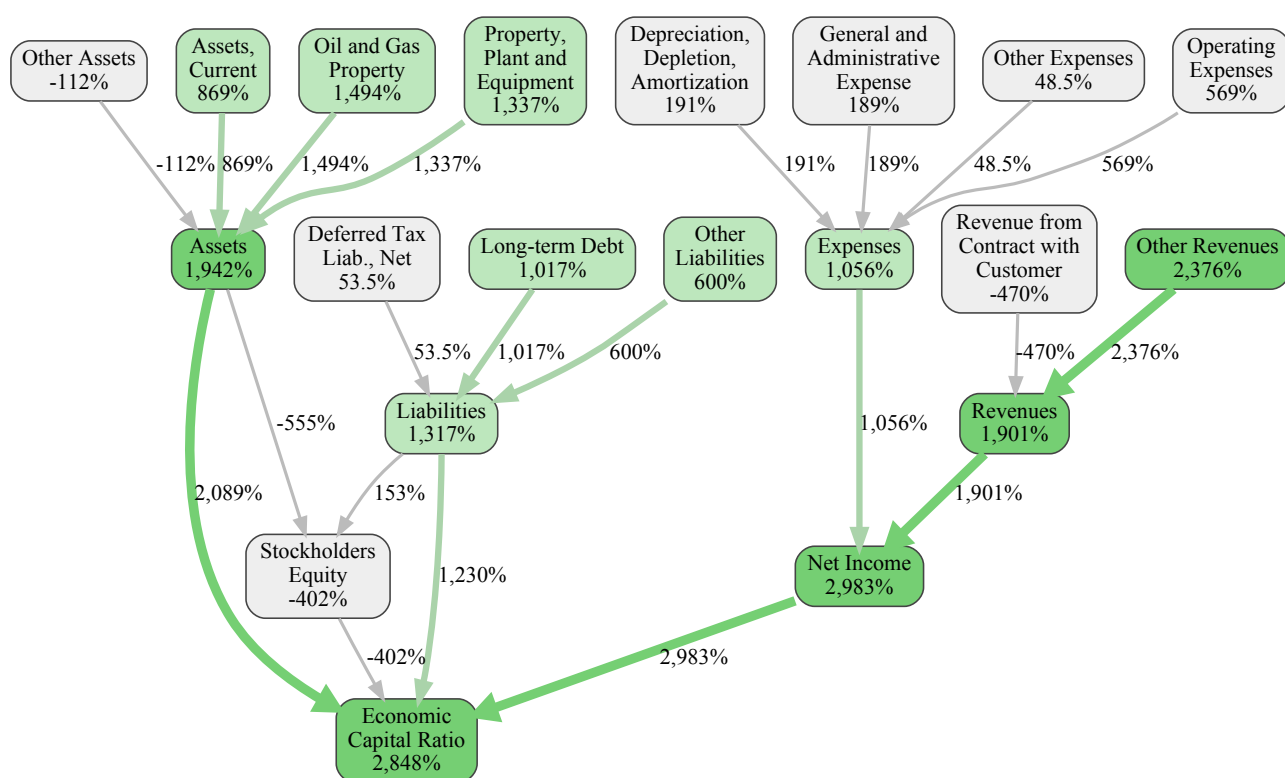 Other Assets
-112%
Assets,
Current
869%
Oil and Gas
Property
1,494%
Property,
Plant and
Equipment
1,337%
Depreciation,
Depletion,
Amortization
191%
General and
Administrative
Expense
189%
Other Expenses
48.5%
Operating
Expenses
569%
-112%
869%
1,494%
1,337%
191%
189%
48.5%
569%
Assets
1,942%
Deferred Tax
Liab., Net
53.5%
Long-term Debt
1,017%
Other
Liabilities
600%
Expenses
1,056%
Revenue from
Contract with
Customer
-470%
Other Revenues
2,376%
53.5%
1,017%
600%
-470%
2,376%
-555%
Liabilities
1,317%
1,056%
Revenues
1,901%
2,089%
153%
1,901%
Stockholders
Equity
-402%
1,230%
Net Income
2,983%
-402%
2,983%
Economic
Capital Ratio
2,848%